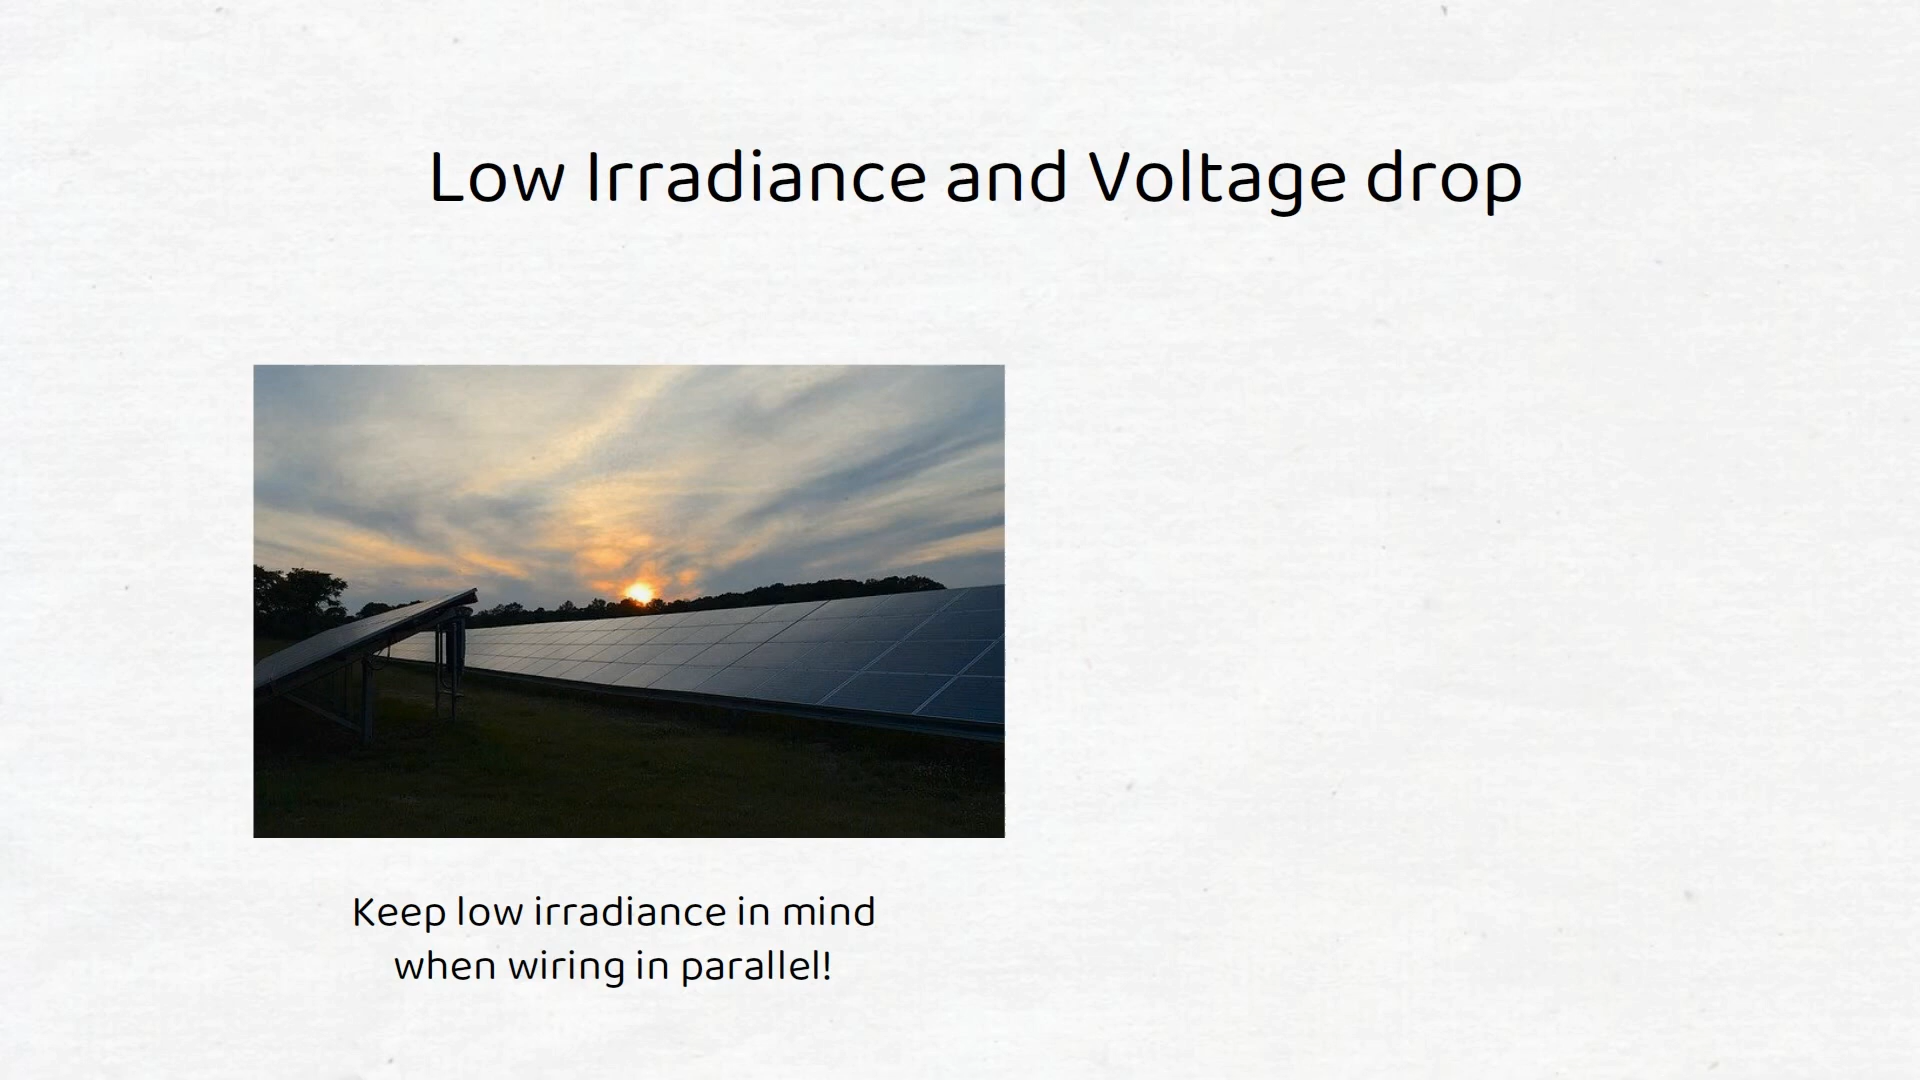 Low Irradiance and Voltage drop
Keep low irradiance in mind
when wiring in parallel!